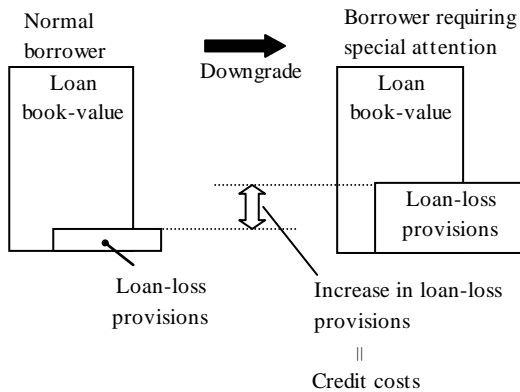 Normal
borrower
Downgrade
Borrower requiring
special attention
Loan
book-value
Loan
book-value
Loan-loss
provisions
Loan-loss
provisions
Increase in loan-loss
provisions
=
Credit costs